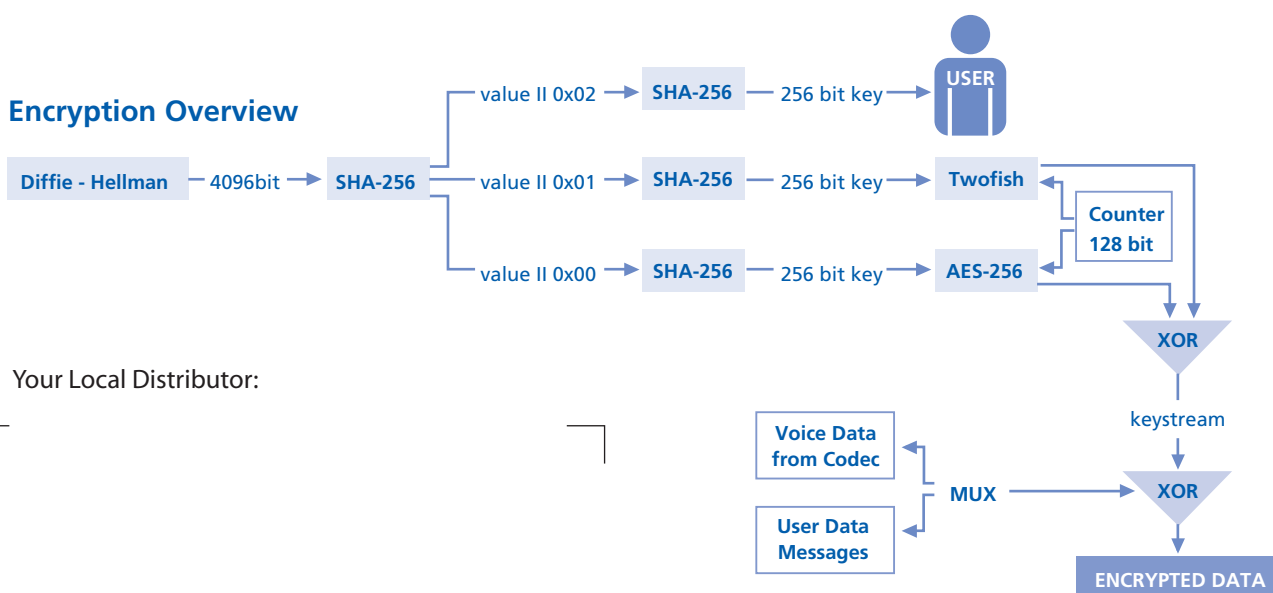 Encryption Overview
value II 0x02
SHA-256
256 bit key
USER
Diffie - Hellman
4096bit
SHA-256
value II 0x01
SHA-256
256 bit key
Twofish
Counter
128 bit
value II 0x00
SHA-256
256 bit key
AES-256
XOR
Your Local Distributor:
keystream
Voice Data
from Codec
MUX
XOR
User Data
Messages
ENCRYPTED DATA